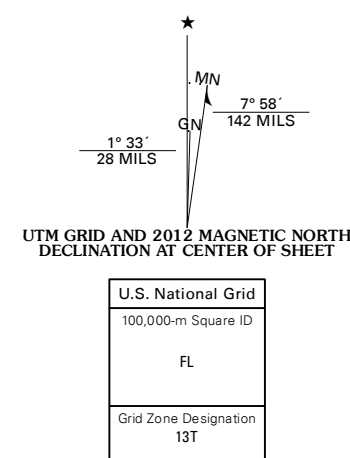 ★
MN
GN
7° 58´
142 MILS
1° 33´
28 MILS
UTM GRID AND 2012 MAGNETIC NORTH
DECLINATION AT CENTER OF SHEET
U.S. National Grid
100,000-m Square ID
FL
Grid Zone Designation
13T